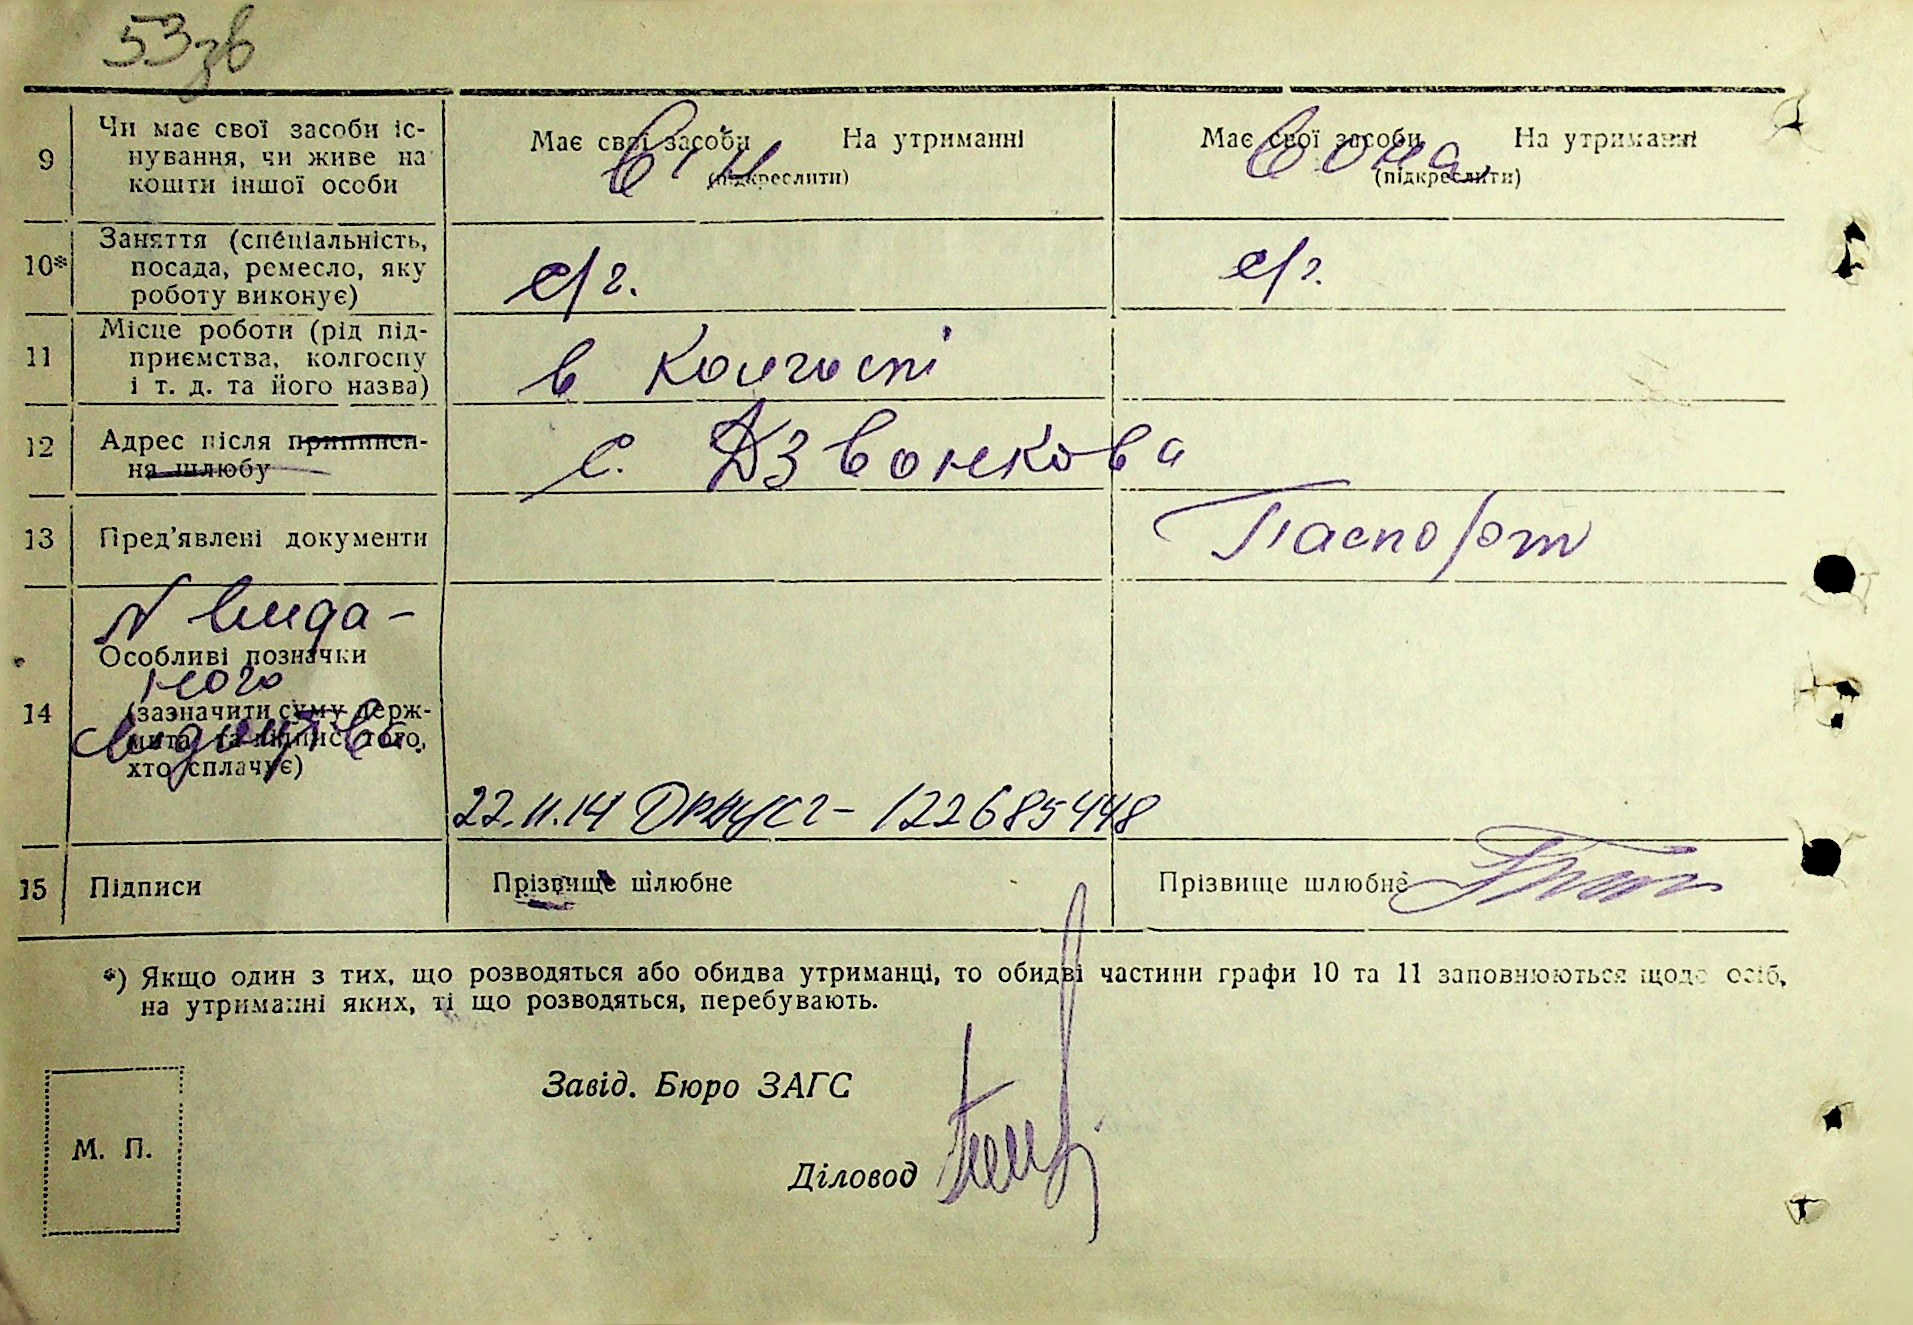 53зв
9 Чи має свої засоби іс-
нування, чи живе на
кошти іншої особи
Має свої засоби На утриманні
(підкреслити)
Він
Має свої засоби На утриманні
(підкреслити)
Вона
10*) Заняття (спеціальність,
посада, ремесло, яку
роботу виконує)
с/г.
с/г.
11 Місце роботи (рід під-
приємства, колгоспу
і т. д. та його назва)
в Колгоспі
12 Адрес після припинен-
ня шлюбу
с. Дзвонкова
13 Пред'явлені документи
Паспорт
N вида-
14 Особливі позначки
ного
(зазначити суму держ-
мита та підпис того,
хто сплачує)
свідоцтва.
22.11.14 ДРАЦСГ- 122685448
15 Підписи
Прізвище шлюбне
Прізвище шлюбне
*) Якщо один з тих, що розводяться або обидва утриманці, то обидві частини графи 10 та 11 заповнюються щодо осіб,
на утриманні яких, ті що розводяться, перебувають.
Завід. Бюро ЗАГС
М. П.
Діловод